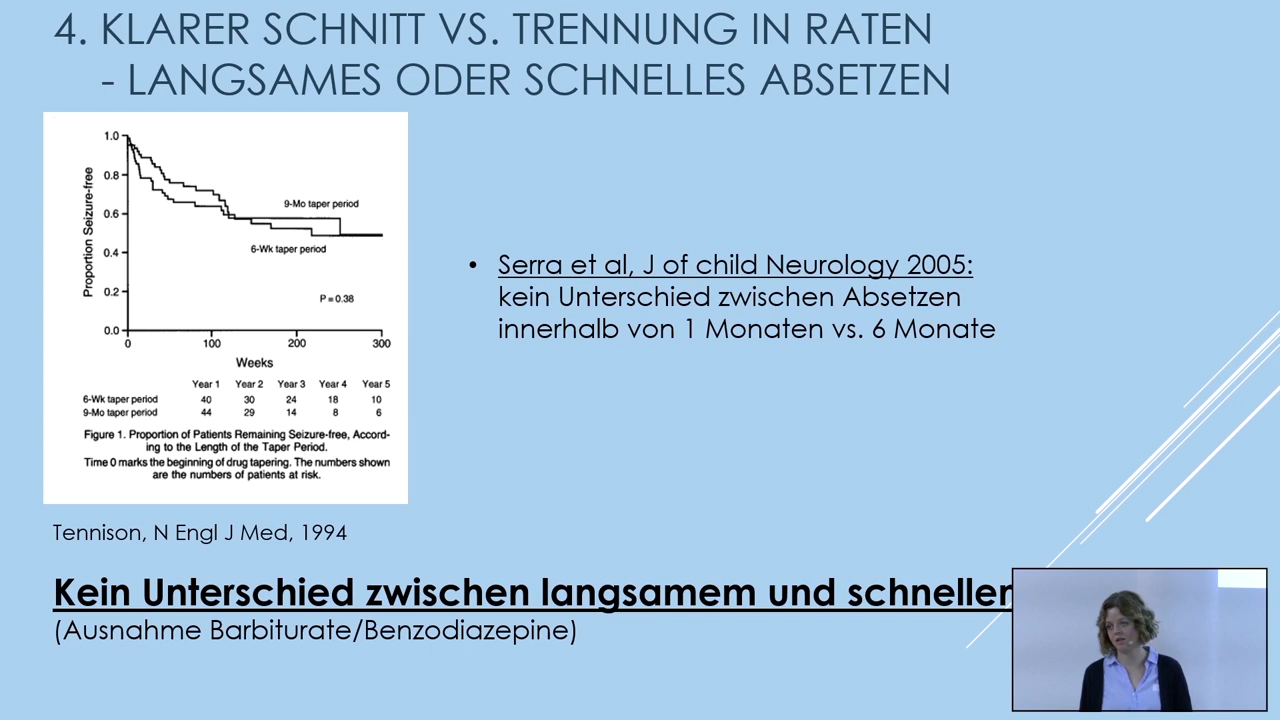 4. KLARER SCHNITT VS. TRENNUNG IN RATEN
- LANGSAMES ODER SCHNELLES ABSETZEN
1.0
0.8
0.6
0.4
0.2
0.0
Proportion Seizure-free
9-Mo taper period
6-Wk taper period
P = 0.38
0 100 200 300
Weeks
Year 1 Year 2 Year 3 Year 4 Year 5
6-Wk taper period 40 30 24 18 10
9-Mo taper period 44 29 14 8 6
Figure 1. Proportion of Patients Remaining Seizure-free, Accord-
ing to the Length of the Taper Period.
Time 0 marks the beginning of drug tapering. The numbers shown
are the numbers of patients at risk.
Tennison, N Engl J Med, 1994
• Serra et al, J of child Neurology 2005:
kein Unterschied zwischen Absetzen
innerhalb von 1 Monaten vs. 6 Monate
Kein Unterschied zwischen langsamem und schneller
(Ausnahme Barbiturate/Benzodiazepine)